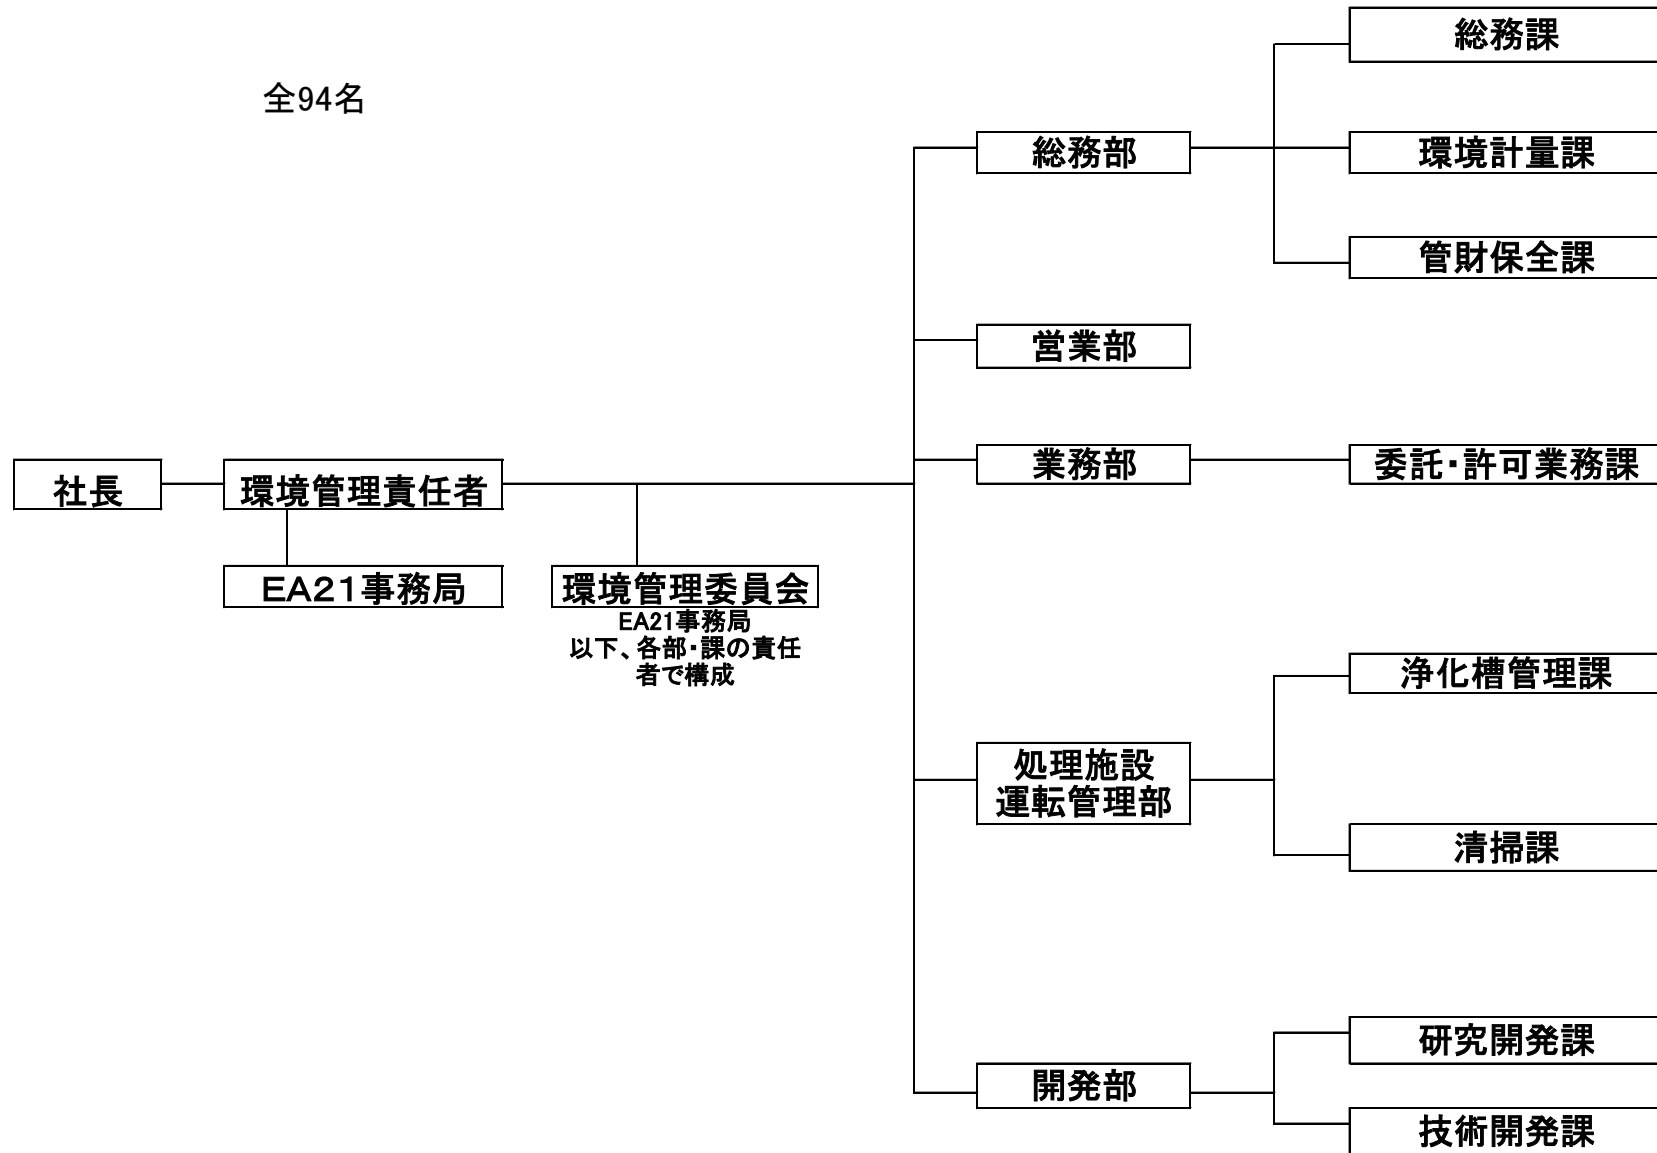 全94名
社長
環境管理責任者
EA21事務局
環境管理委員会
EA21事務局
以下、各部・課の責任
者で構成
総務部
総務課
環境計量課
管財保全課
営業部
業務部
委託・許可業務課
処理施設
運転管理部
浄化槽管理課
清掃課
開発部
研究開発課
技術開発課